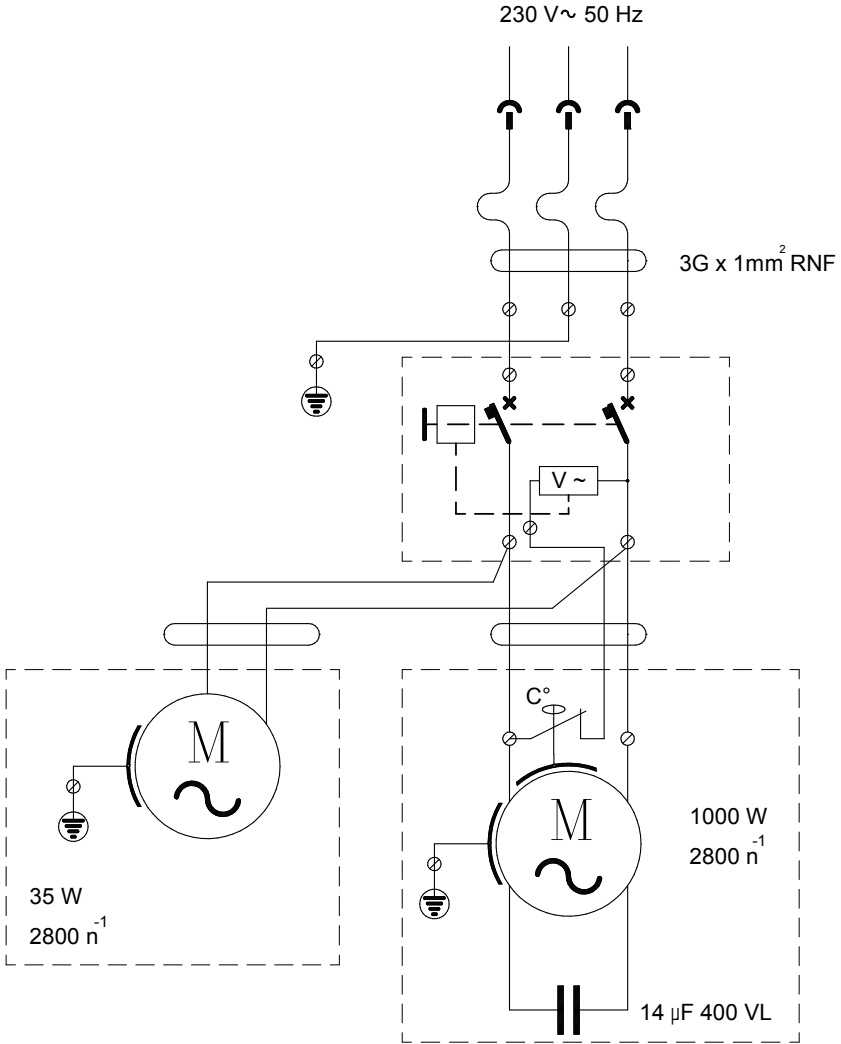 230 V~ 50 Hz
3G x 1mm² RNF
V ~
C°
M
M
1000 W
2800 n⁻¹
35 W
2800 n⁻¹
14 µF 400 VL